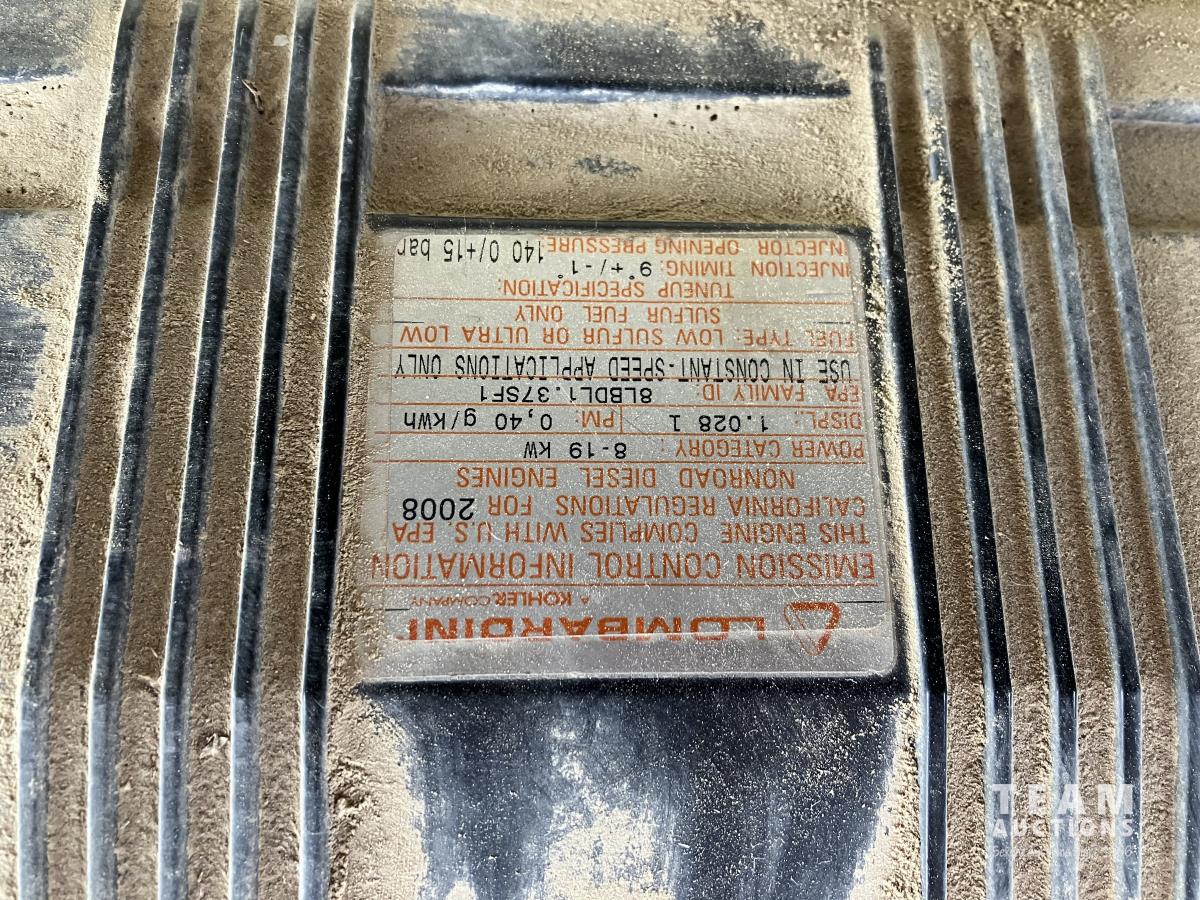 LOMBARDINI
A KOHLER COMPANY
EMISSION CONTROL INFORMATION
THIS ENGINE COMPLIES WITH U.S. EPA
CALIFORNIA REGULATIONS FOR 2008
NONROAD DIESEL ENGINES
POWER CATEGORY : 8-19 kW
DISPL.: 1.028 l PM: 0,40 g/kWh
EPA FAMILY ID: 8LBDL1.37SF1
USE IN CONSTANT-SPEED APPLICATIONS ONLY
FUEL TYPE: LOW SULFUR OR ULTRA LOW
SULFUR FUEL ONLY
TUNEUP SPECIFICATION:
INJECTION TIMING: 9°+/-1°
INJECTOR OPENING PRESSURE: 140 0/+15 bar
TEAM
AUCTIONS